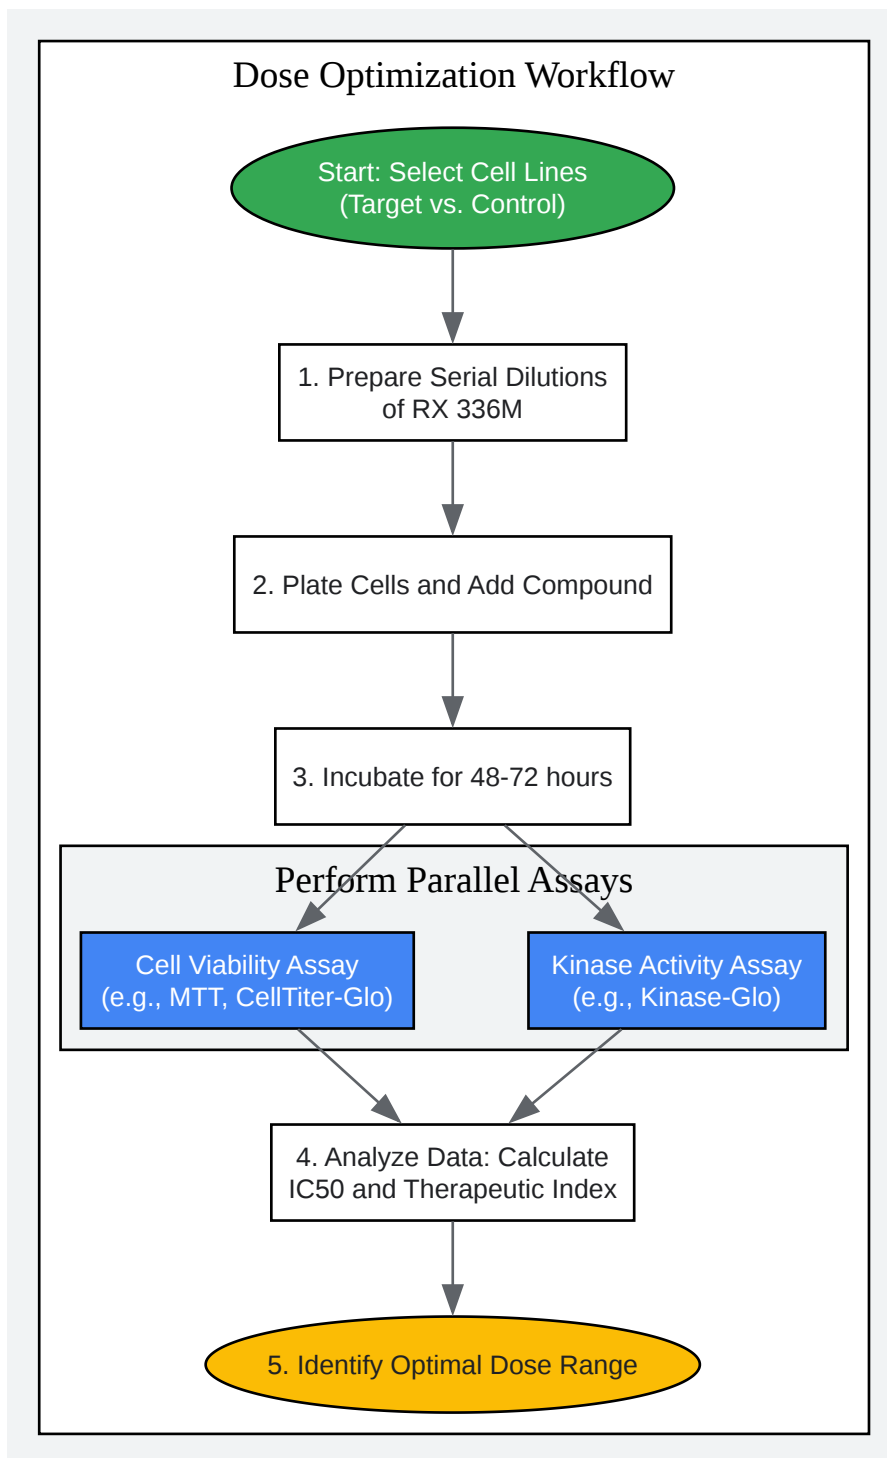 Dose Optimization Workflow
Start: Select Cell Lines
(Target vs. Control)
1. Prepare Serial Dilutions
of RX 336M
2. Plate Cells and Add Compound
3. Incubate for 48-72 hours
Perform Parallel Assays
Cell Viability Assay
(e.g., MTT, CellTiter-Glo)
Kinase Activity Assay
(e.g., Kinase-Glo)
4. Analyze Data: Calculate
IC50 and Therapeutic Index
5. Identify Optimal Dose Range